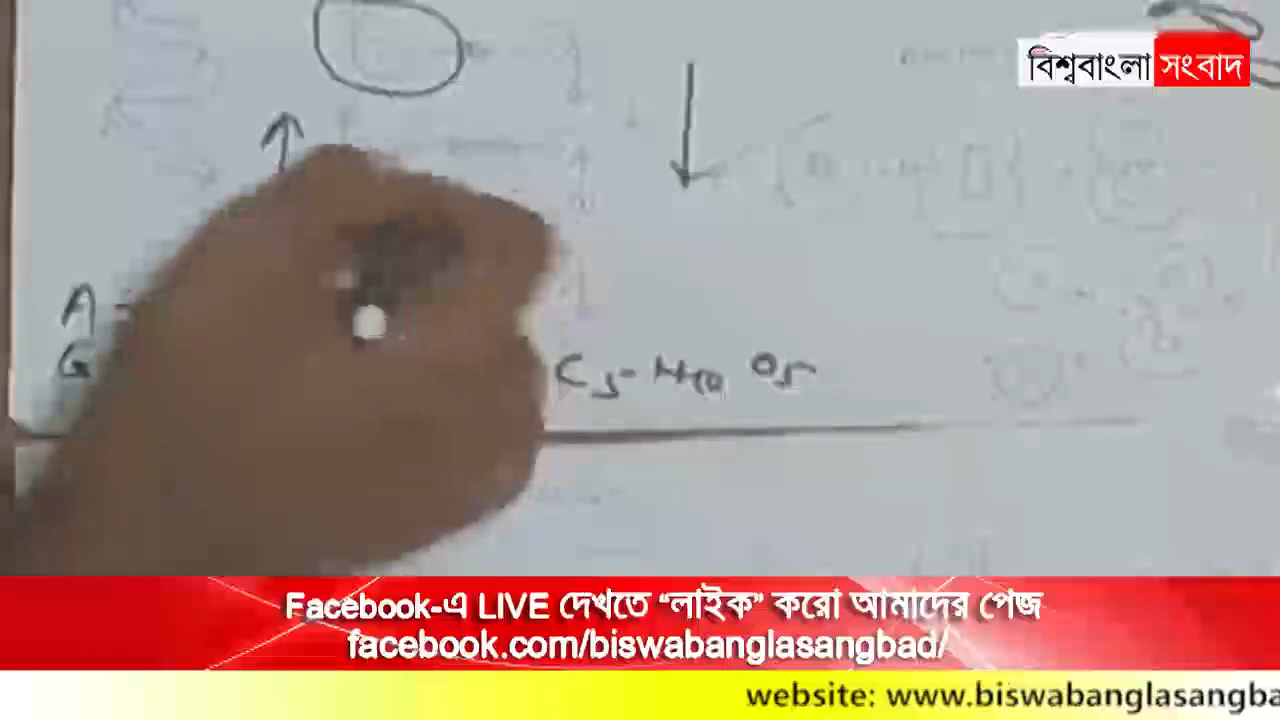 বিশ্ববাংলা সংবাদ
A
G
C5-H10 O5
Facebook-এ LIVE দেখতে “লাইক” করো আমাদের পেজ
facebook.com/biswabanglasangbad/
website: www.biswabanglasangba